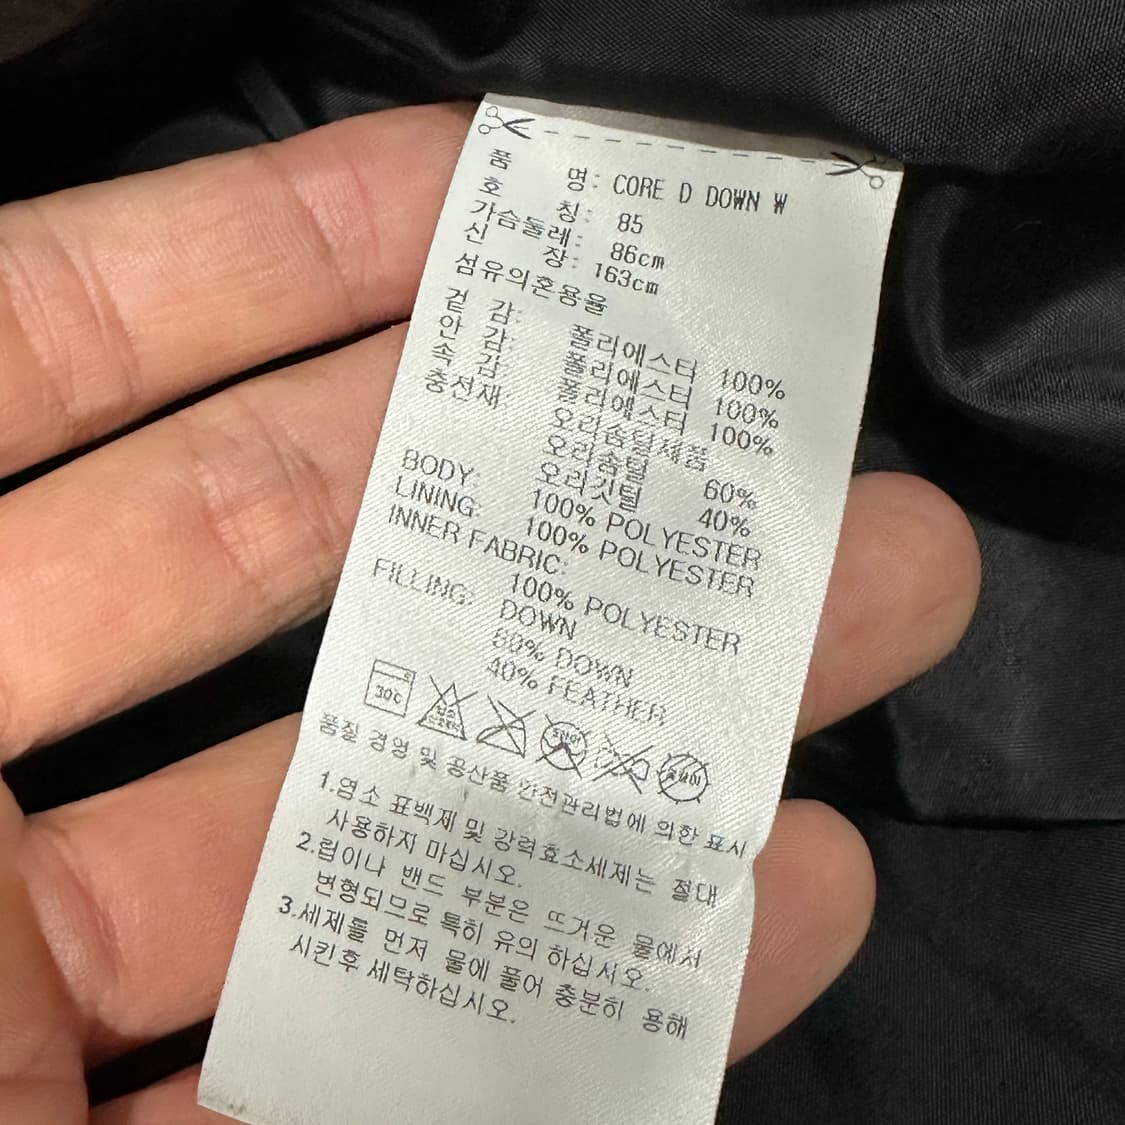 품 명: CORE D DOWN W
호 칭: 85
가슴둘레: 86cm
신 장: 163cm
섬유의혼용율
겉 감: 폴리에스터 100%
안 감: 폴리에스터 100%
속 감: 폴리에스터 100%
충전재: 오리솜털제품
오리솜털 60%
오리깃털 40%
BODY: 100% POLYESTER
LINING: 100% POLYESTER
INNER FABRIC:
100% POLYESTER
FILLING: DOWN
60% DOWN
40% FEATHER
30C
품질 경영 및 공산품 안전관리법에 의한 표시
1.염소 표백제 및 강력효소세제는 절대
사용하지 마십시오.
2.립이나 밴드 부분은 뜨거운 물에서
변형되므로 특히 유의 하십시오.
3.세제를 먼저 물에 풀어 충분히 용해
시킨후 세탁하십시오.